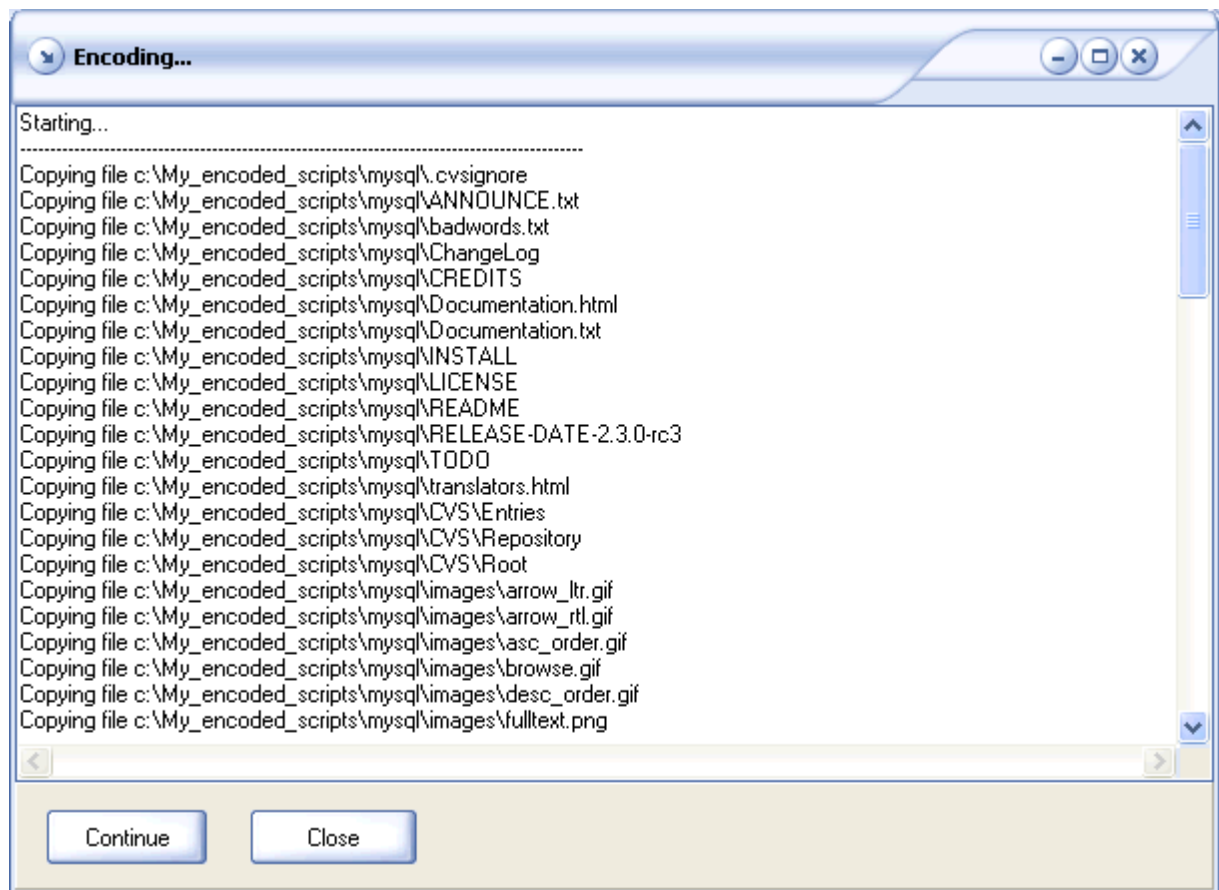 Encoding...
Starting...
----------------------------------------------------------------------------------------------
Copying file c:\My_encoded_scripts\mysql\.cvsignore
Copying file c:\My_encoded_scripts\mysql\ANNOUNCE.txt
Copying file c:\My_encoded_scripts\mysql\badwords.txt
Copying file c:\My_encoded_scripts\mysql\ChangeLog
Copying file c:\My_encoded_scripts\mysql\CREDITS
Copying file c:\My_encoded_scripts\mysql\Documentation.html
Copying file c:\My_encoded_scripts\mysql\Documentation.txt
Copying file c:\My_encoded_scripts\mysql\INSTALL
Copying file c:\My_encoded_scripts\mysql\LICENSE
Copying file c:\My_encoded_scripts\mysql\README
Copying file c:\My_encoded_scripts\mysql\RELEASE-DATE-2.3.0-rc3
Copying file c:\My_encoded_scripts\mysql\TODO
Copying file c:\My_encoded_scripts\mysql\translators.html
Copying file c:\My_encoded_scripts\mysql\CVS\Entries
Copying file c:\My_encoded_scripts\mysql\CVS\Repository
Copying file c:\My_encoded_scripts\mysql\CVS\Root
Copying file c:\My_encoded_scripts\mysql\images\arrow_ltr.gif
Copying file c:\My_encoded_scripts\mysql\images\arrow_rtl.gif
Copying file c:\My_encoded_scripts\mysql\images\asc_order.gif
Copying file c:\My_encoded_scripts\mysql\images\browse.gif
Copying file c:\My_encoded_scripts\mysql\images\desc_order.gif
Copying file c:\My_encoded_scripts\mysql\images\fulltext.png
Continue Close